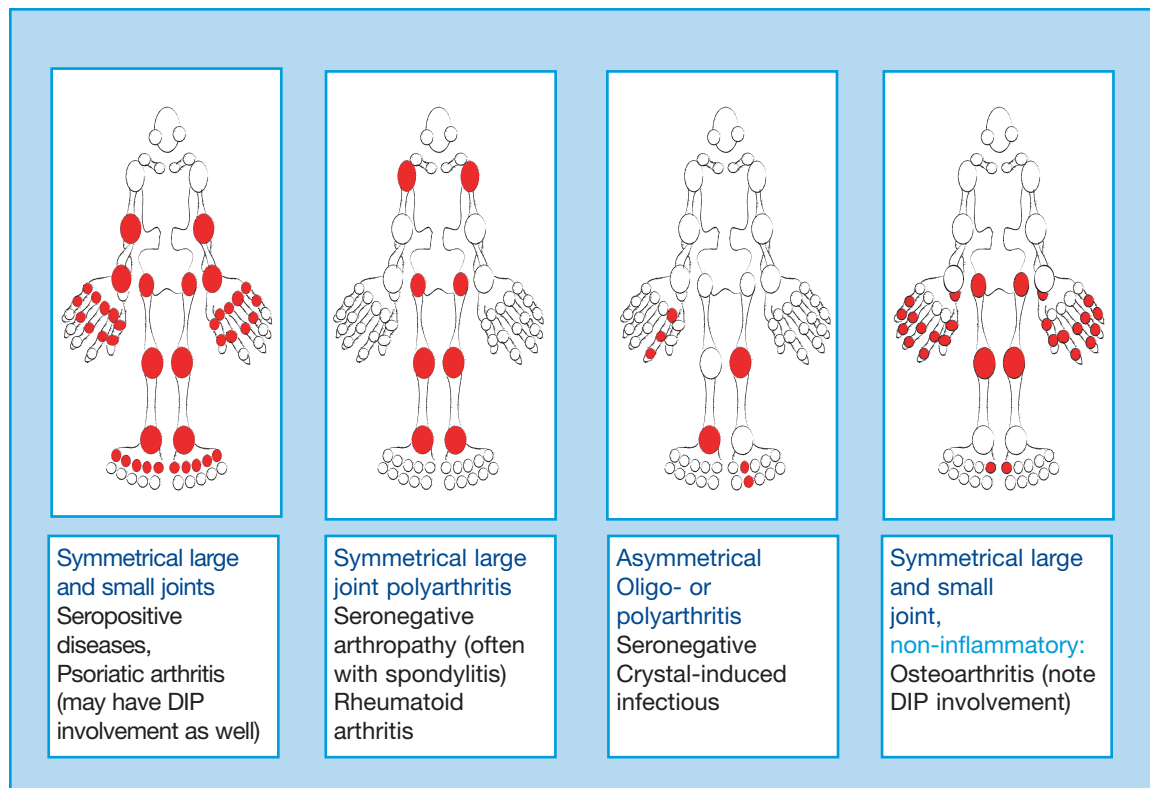 Symmetrical large
and small joints
Seropositive
diseases,
Psoriatic arthritis
(may have DIP
involvement as well)
Symmetrical large
joint polyarthritis
Seronegative
arthropathy (often
with spondylitis)
Rheumatoid
arthritis
Asymmetrical
Oligo- or
polyarthritis
Seronegative
Crystal-induced
infectious
Symmetrical large
and small
joint,
non-inflammatory:
Osteoarthritis (note
DIP involvement)